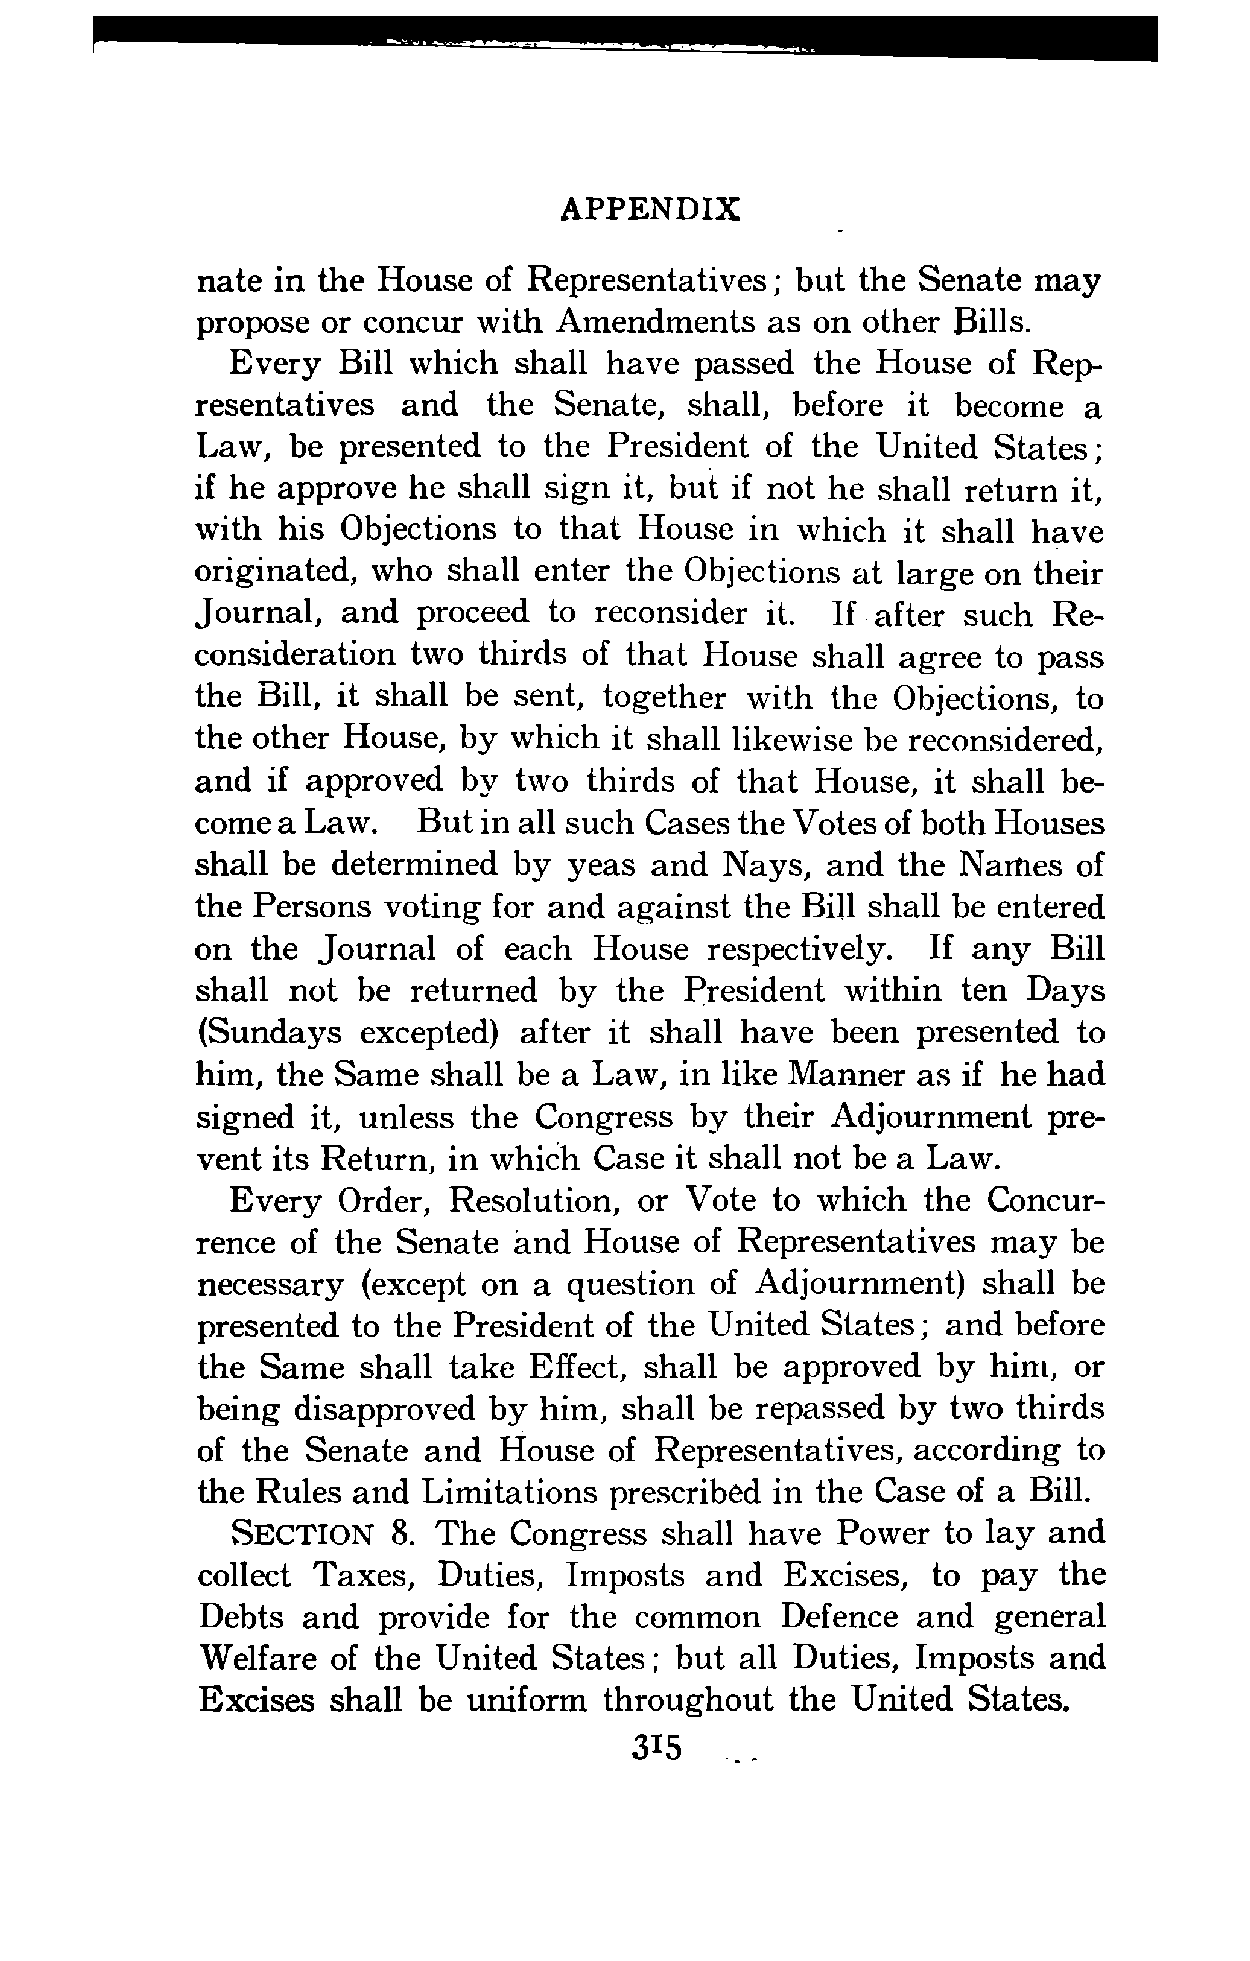 APPENDIX
nate in the House of Representatives; but the Senate may
propose or concur with Amendments as on other Bills.
Every Bill which shall have passed the House of Rep-
resentatives and the Senate, shall, before it become a
Law, be presented to the President of the United States;
if he approve he shall sign it, but if not he shall return it,
with his Objections to that House in which it shall have
originated, who shall enter the Objections at large on their
Journal, and proceed to reconsider it. If after such Re-
consideration two thirds of that House shall agree to pass
the Bill, it shall be sent, together with the Objections, to
the other House, by which it shall likewise be reconsidered,
and if approved by two thirds of that House, it shall be-
come a Law. But in all such Cases the Votes of both Houses
shall be determined by yeas and Nays, and the Names of
the Persons voting for and against the Bill shall be entered
on the Journal of each House respectively. If any Bill
shall not be returned by the President within ten Days
(Sundays excepted) after it shall have been presented to
him, the Same shall be a Law, in like Manner as if he had
signed it, unless the Congress by their Adjournment pre-
vent its Return, in which Case it shall not be a Law.
Every Order, Resolution, or Vote to which the Concur-
rence of the Senate and House of Representatives may be
necessary (except on a question of Adjournment) shall be
presented to the President of the United States; and before
the Same shall take Effect, shall be approved by him, or
being disapproved by him, shall be repassed by two thirds
of the Senate and House of Representatives, according to
the Rules and Limitations prescribed in the Case of a Bill.
SECTION 8. The Congress shall have Power to lay and
collect Taxes, Duties, Imposts and Excises, to pay the
Debts and provide for the common Defence and general
Welfare of the United States; but all Duties, Imposts and
Excises shall be uniform throughout the United States.
315